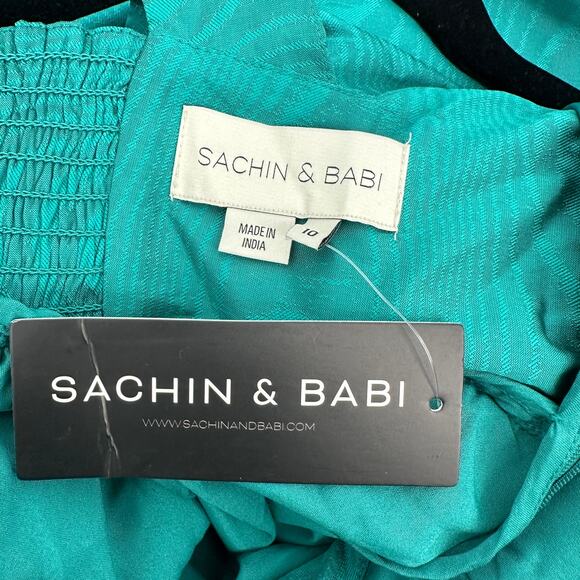 SACHIN & BABI
MADE IN
INDIA
10
SACHIN & BABI
WWW.SACHINANDBABI.COM